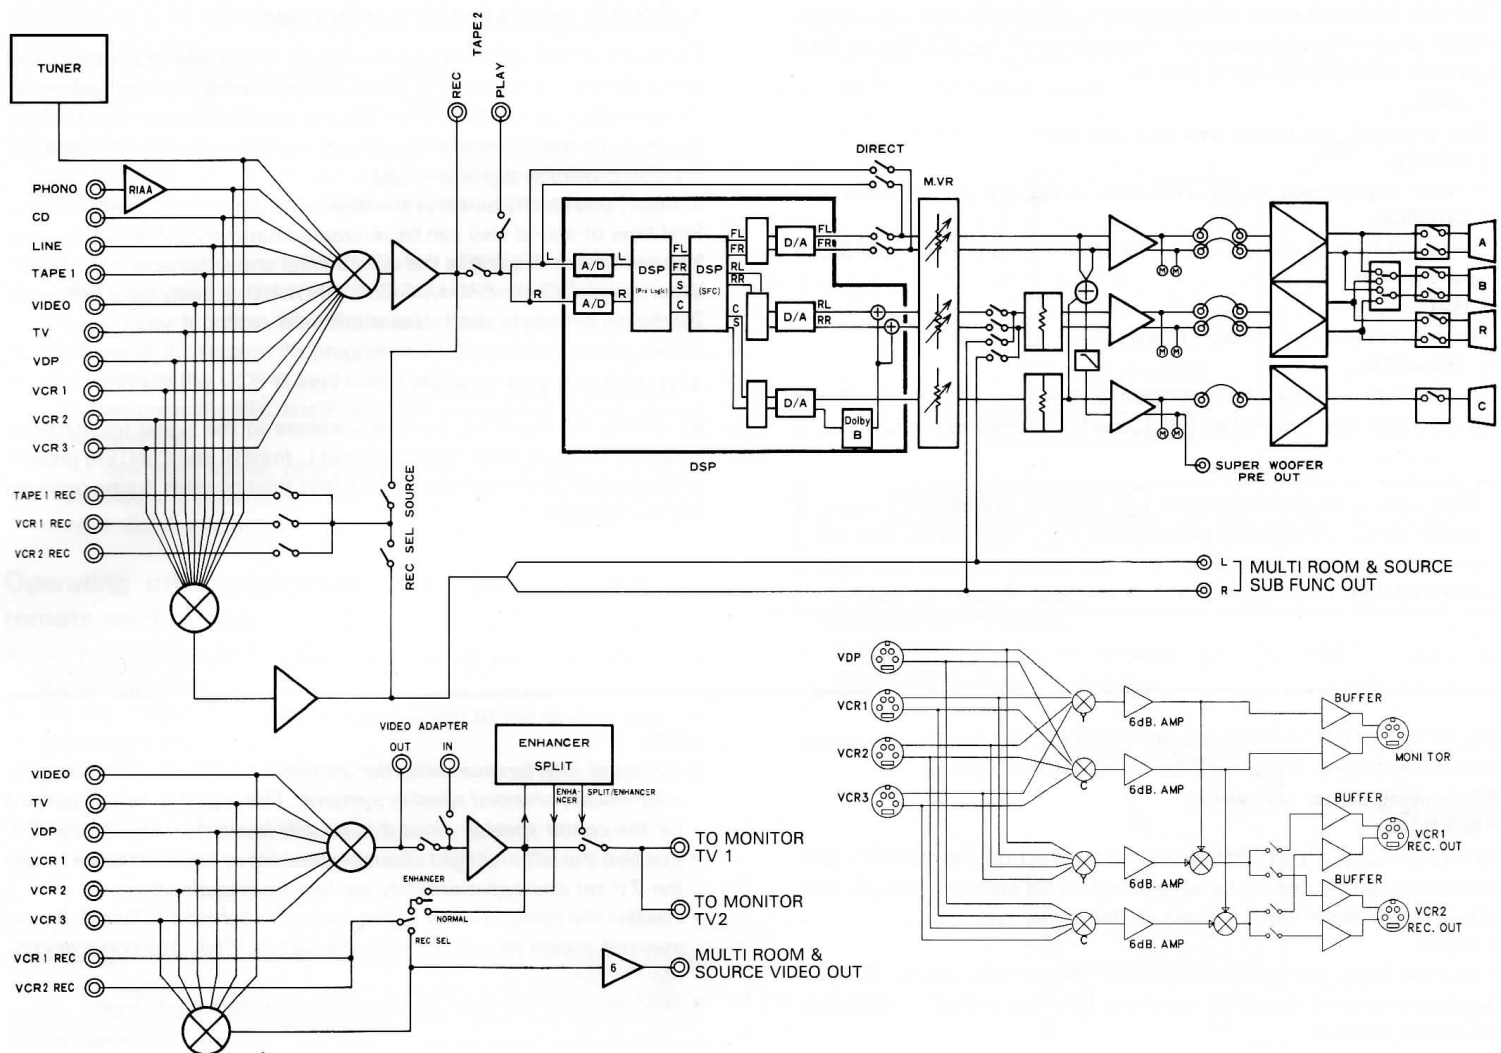 TUNER
PHONO
RIAA
CD
LINE
TAPE 1
VIDEO
TV
VDP
VCR 1
VCR 2
VCR 3
TAPE 1 REC
VCR 1 REC
VCR 2 REC
REC
TAPE 2
PLAY
REC SEL SOURCE
L
R
A/D
A/D
L
R
DSP
(Pro Logic)
FL
FR
S
C
DSP
(SFC)
FL
FR
RL
RR
C
S
D/A
FL
FR
D/A
RL
RR
D/A
Dolby
B
DSP
DIRECT
M.VR
M M
M M
M M
A
B
R
C
SUPER WOOFER
PRE OUT
L
R
MULTI ROOM & SOURCE
SUB FUNC OUT
VIDEO
TV
VDP
VCR 1
VCR 2
VCR 3
VCR 1 REC
VCR 2 REC
VIDEO ADAPTER
OUT
IN
ENHANCER
SPLIT
ENHA-
NCER
SPLIT/ENHANCER
ENHANCER
NORMAL
REC SEL
6
TO MONITOR
TV 1
TO MONITOR
TV2
MULTI ROOM &
SOURCE VIDEO OUT
VDP
VCR1
VCR2
VCR3
Y
6dB. AMP
C
6dB. AMP
Y
6dB. AMP
C
6dB. AMP
BUFFER
MONITOR
BUFFER
VCR1
REC. OUT
BUFFER
VCR2
REC. OUT